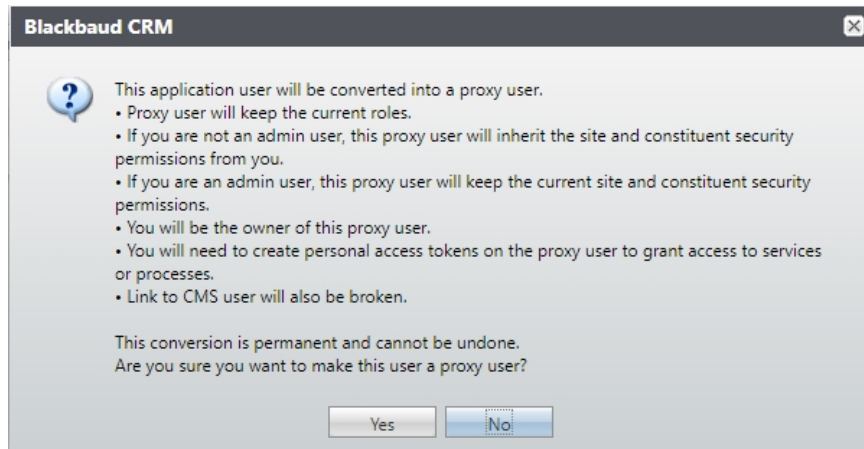 Blackbaud CRM
This application user will be converted into a proxy user.
• Proxy user will keep the current roles.
• If you are not an admin user, this proxy user will inherit the site and constituent security
permissions from you.
• If you are an admin user, this proxy user will keep the current site and constituent security
permissions.
• You will be the owner of this proxy user.
• You will need to create personal access tokens on the proxy user to grant access to services
or processes.
• Link to CMS user will also be broken.
This conversion is permanent and cannot be undone.
Are you sure you want to make this user a proxy user?
Yes No